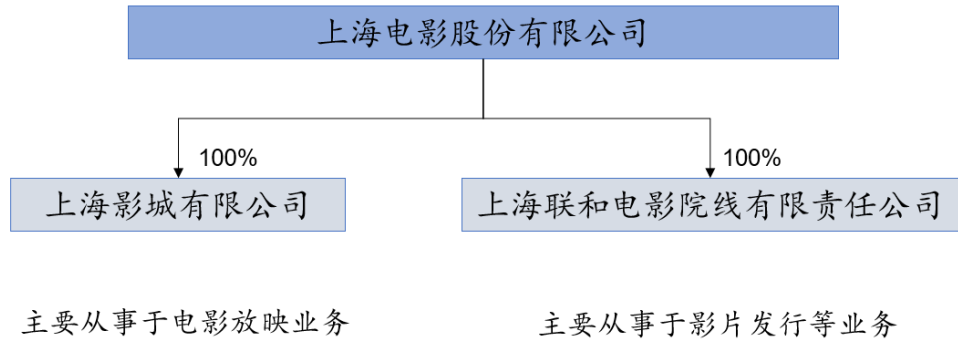 上海电影股份有限公司
100%
100%
上海影城有限公司
上海联和电影院线有限责任公司
主要从事于电影放映业务
主要从事于影片发行等业务